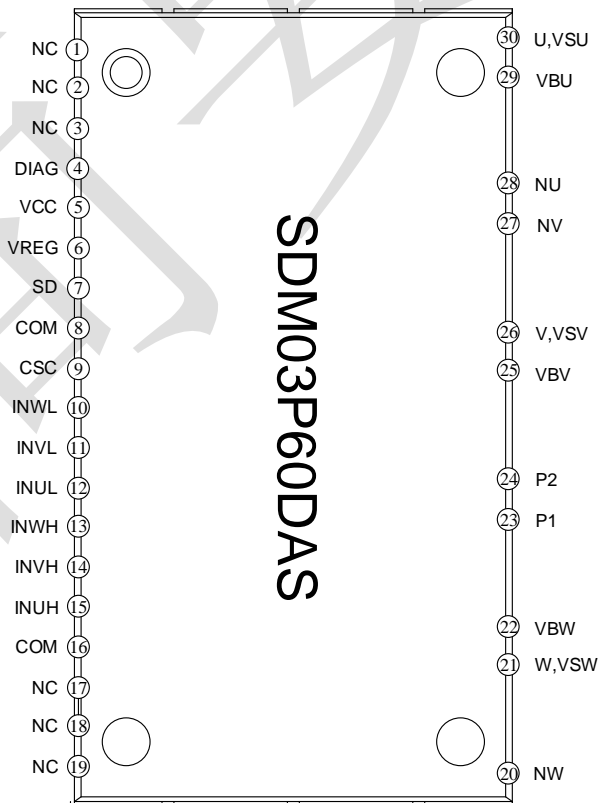 NC 1
NC 2
NC 3
DIAG 4
VCC 5
VREG 6
SD 7
COM 8
CSC 9
INWL 10
INVL 11
INUL 12
INWH 13
INVH 14
INUH 15
COM 16
NC 17
NC 18
NC 19
SDM03P60DAS
30 U,VSU
29 VBU
28 NU
27 NV
26 V,VSV
25 VBV
24 P2
23 P1
22 VBW
21 W,VSW
20 NW